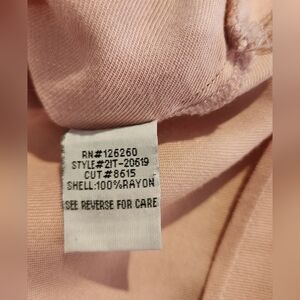 RN#126260
STYLE#21T-20619
CUT#8615
SHELL:100%RAYON
SEE REVERSE FOR CARE